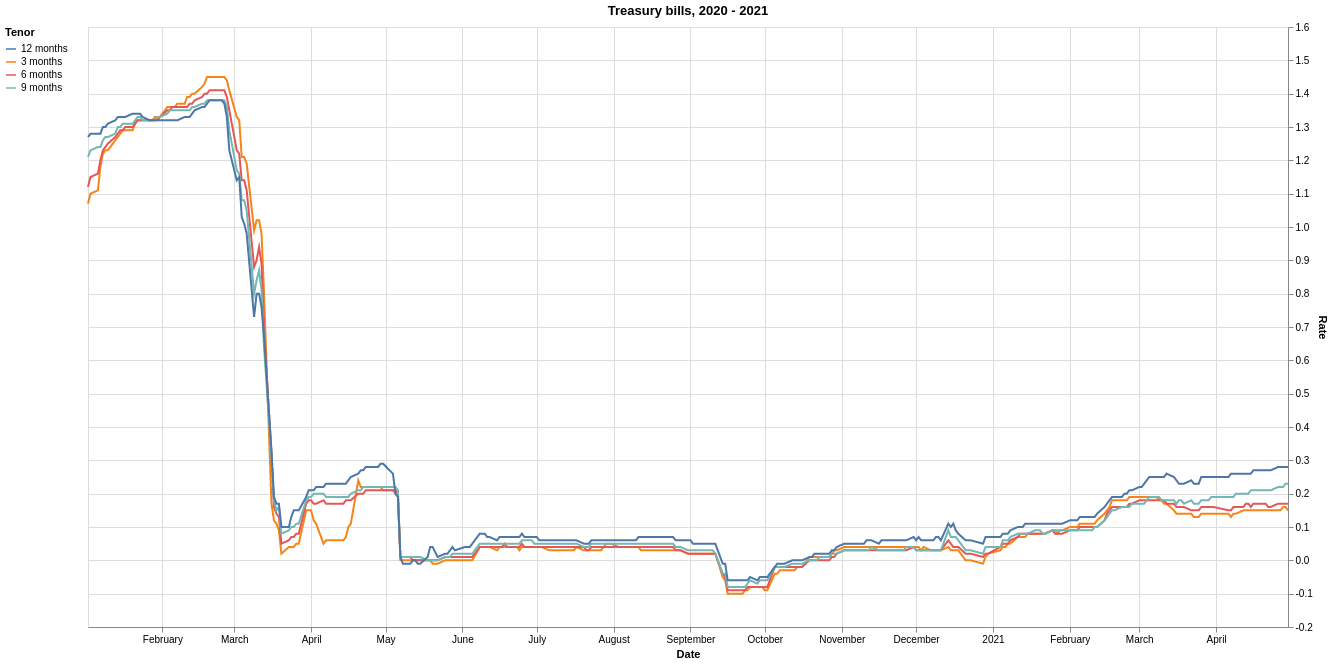 Treasury bills, 2020 - 2021
Tenor
12 months
3 months
6 months
9 months
1.6
1.5
1.4
1.3
1.2
1.1
1.0
0.9
0.8
0.7
0.6
0.5
0.4
0.3
0.2
0.1
0.0
-0.1
-0.2
Rate
February March April May June July August September October November December 2021 February March April
Date